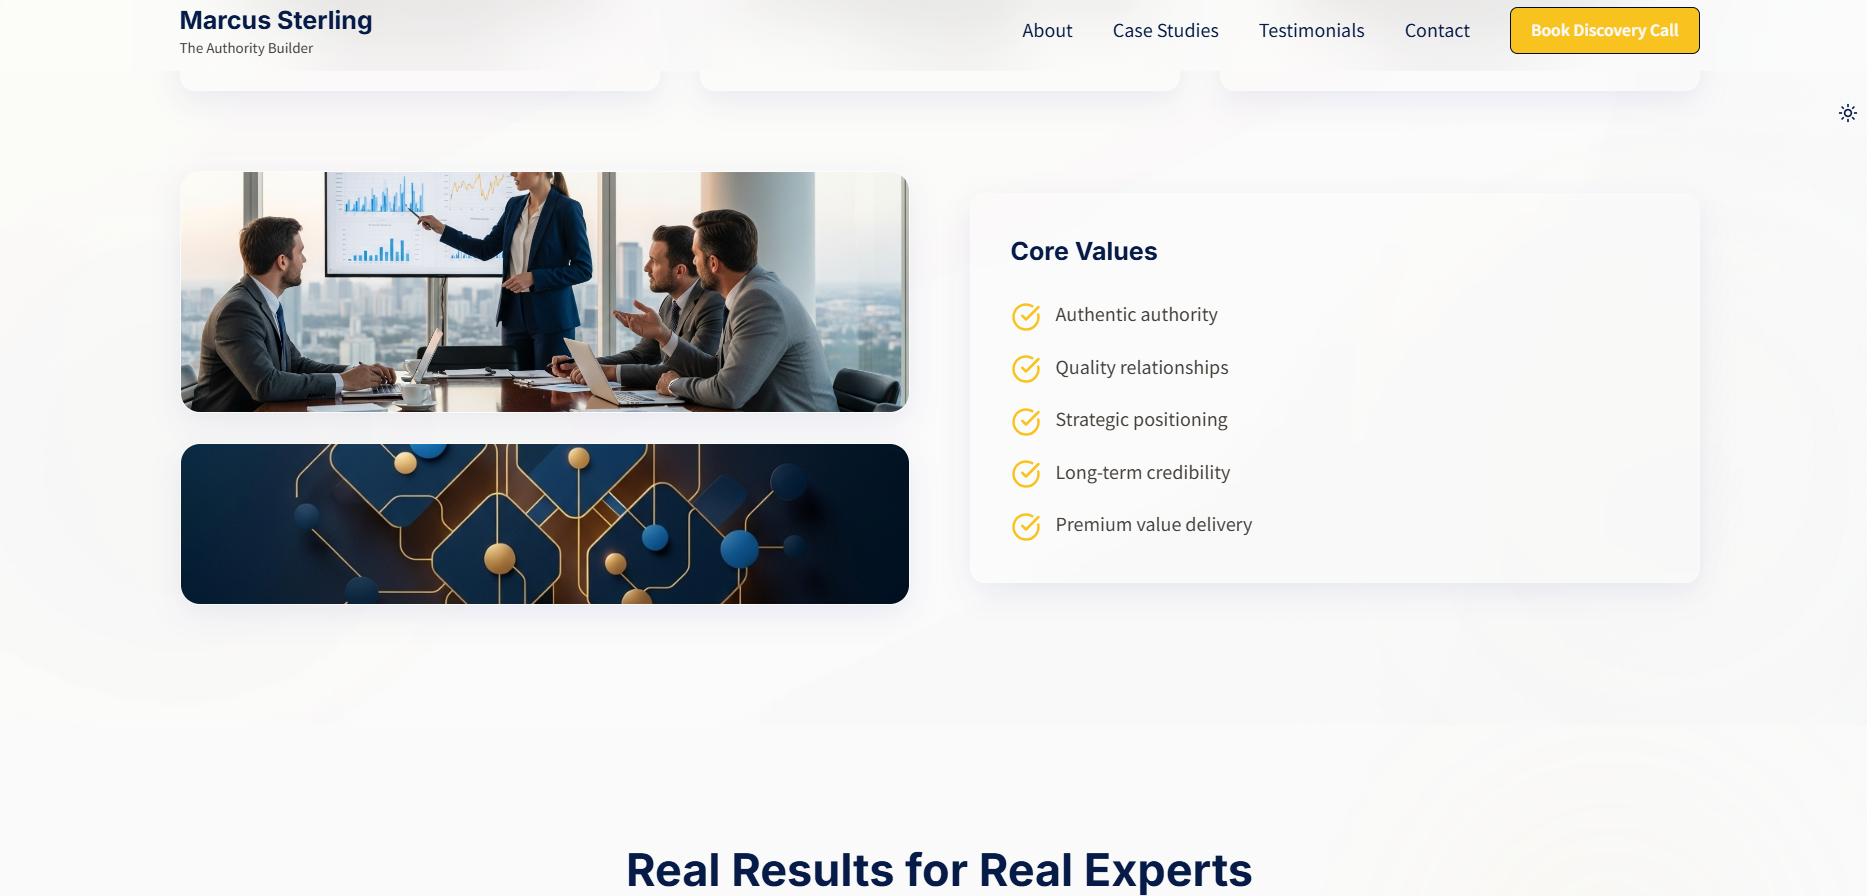 Marcus Sterling
The Authority Builder
About
Case Studies
Testimonials
Contact
Book Discovery Call
Core Values
Authentic authority
Quality relationships
Strategic positioning
Long-term credibility
Premium value delivery
Real Results for Real Experts